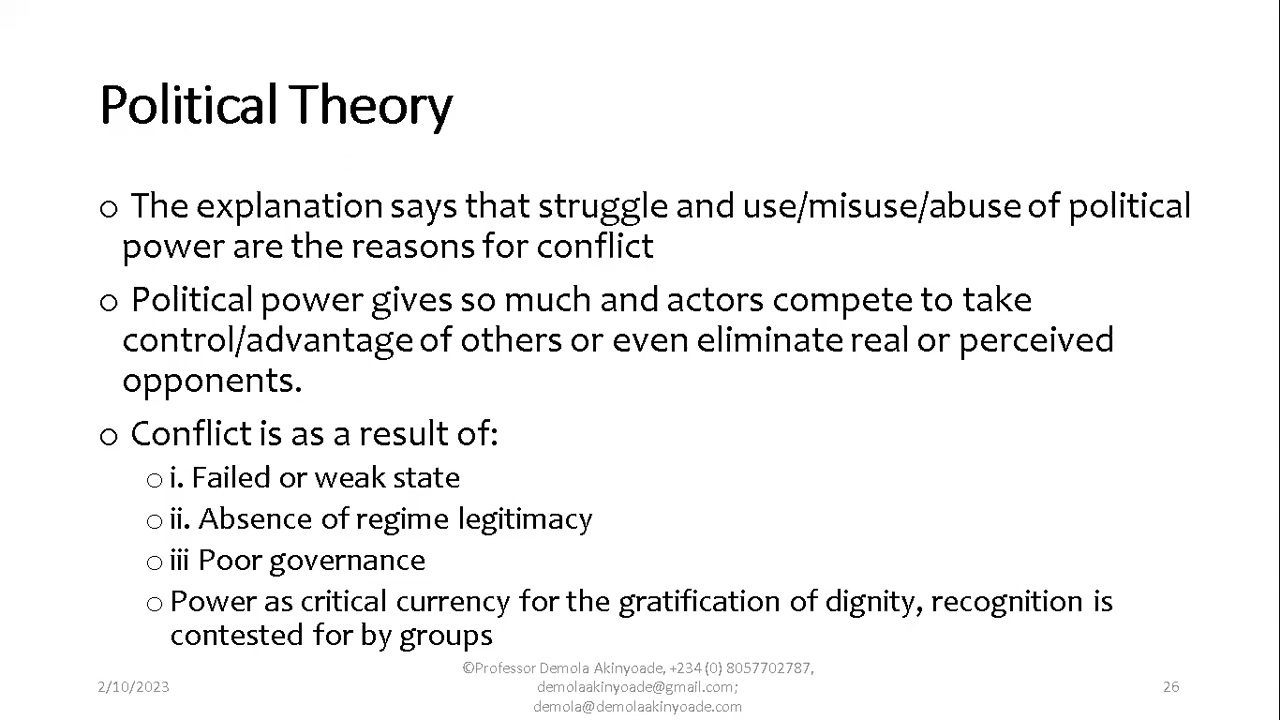 Political Theory
o The explanation says that struggle and use/misuse/abuse of political
power are the reasons for conflict
o Political power gives so much and actors compete to take
control/advantage of others or even eliminate real or perceived
opponents.
o Conflict is as a result of:
o i. Failed or weak state
o ii. Absence of regime legitimacy
o iii Poor governance
o Power as critical currency for the gratification of dignity, recognition is
contested for by groups
2/10/2023
©Professor Demola Akinyoade, +234 (0) 8057702787,
demolaakinyoade@gmail.com;
demola@demolaakinyoade.com
26